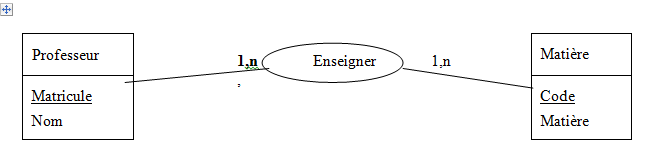 Professeur
Matricule
Nom
1,n
Enseigner
1,n
Matière
Code
Matière